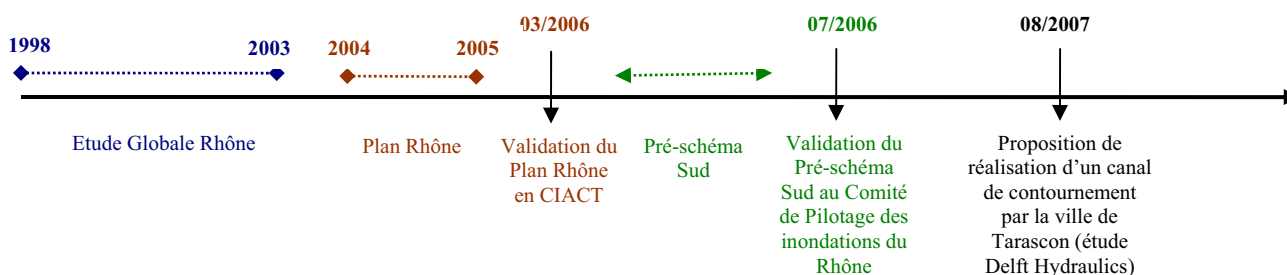 1998
2003
2004
2005
03/2006
07/2006
08/2007
Etude Globale Rhône
Plan Rhône
Validation du
Plan Rhône
en CIACT
Pré-schéma
Sud
Validation du
Pré-schéma
Sud au Comité
de Pilotage des
inondations du
Rhône
Proposition de
réalisation d’un canal
de contournement
par la ville de
Tarascon (étude
Delft Hydraulics)